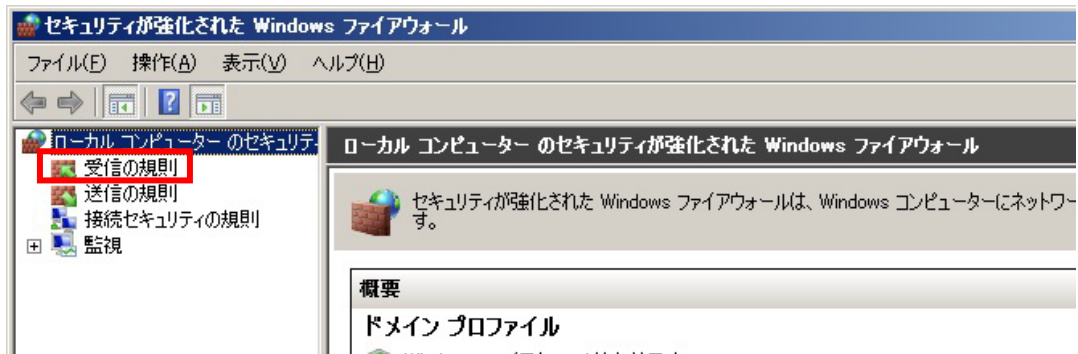 セキュリティが強化された Windows ファイアウォール
ファイル(F) 操作(A) 表示(V) ヘルプ(H)
ローカル コンピューター のセキュリテ
受信の規則
送信の規則
接続セキュリティの規則
監視
ローカル コンピューター のセキュリティが強化された Windows ファイアウォール
セキュリティが強化された Windows ファイアウォールは、Windows コンピューターにネットワー
す。
概要
ドメイン プロファイル